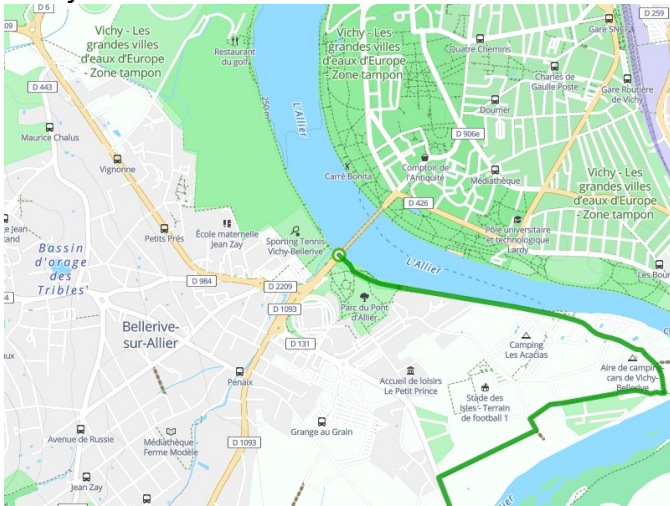 D 6
D 259
Vichy - Les
grandes villes
d'eaux d'Europe
- Zone tampon
Restaurant
du golf
Vichy - Les
grandes villes
d'eaux d'Europe
- Zone tampon
Quatre Chemins
Gare SNCF
D 443
250 m
L'Allier
Charles de
Gaulle Poste
Gare Routière
de Vichy
Doumer
Maurice Chalus
D 906e
Vignonne
Carré Bonita
Comptoir de
l'Antiquité
Médiathèque
Vichy - Les
grandes villes
d'eaux d'Europe
- Zone tampon
D 426
Petits Prés
École maternelle
Jean Zay
Sporting Tennis
Vichy-Bellerive
Pôle universitaire
et technologique
Lardy
Bassin
d'orage
des
Tribles
L'Allier
Les Bour
D 984
D 2209
D 1093
Parc du Pont
d'Allier
Bellerive-
sur-Allier
D 131
Camping
Les Acacias
Aire de camping-
cars de Vichy-
Bellerive
Penaix
Accueil de loisirs
Le Petit Prince
Stade des
Isles - Terrain
de football 1
Avenue de Russie
Médiathèque -
Ferme Modèle
D 1093
Grange au Grain
Jean Zay